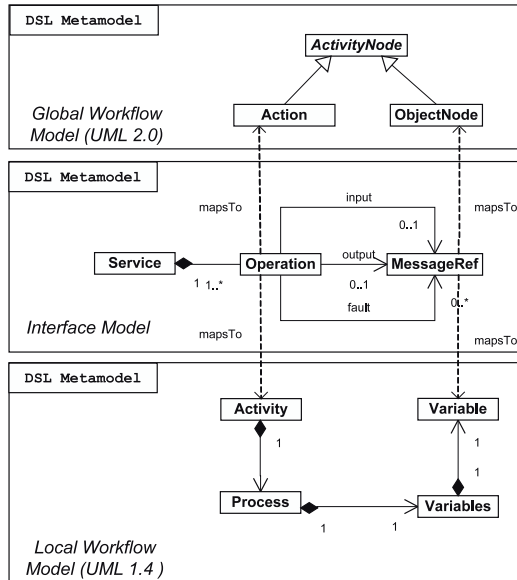 DSL Metamodel
ActivityNode
Action
ObjectNode
Global Workflow
Model (UML 2.0)
DSL Metamodel
mapsTo
input
mapsTo
0..1
Service
Operation
output
MessageRef
1
1..*
0..1
fault
0..*
Interface Model
mapsTo
mapsTo
DSL Metamodel
Activity
Variable
1
1
1
Process
Variables
1
1
Local Workflow
Model (UML 1.4 )